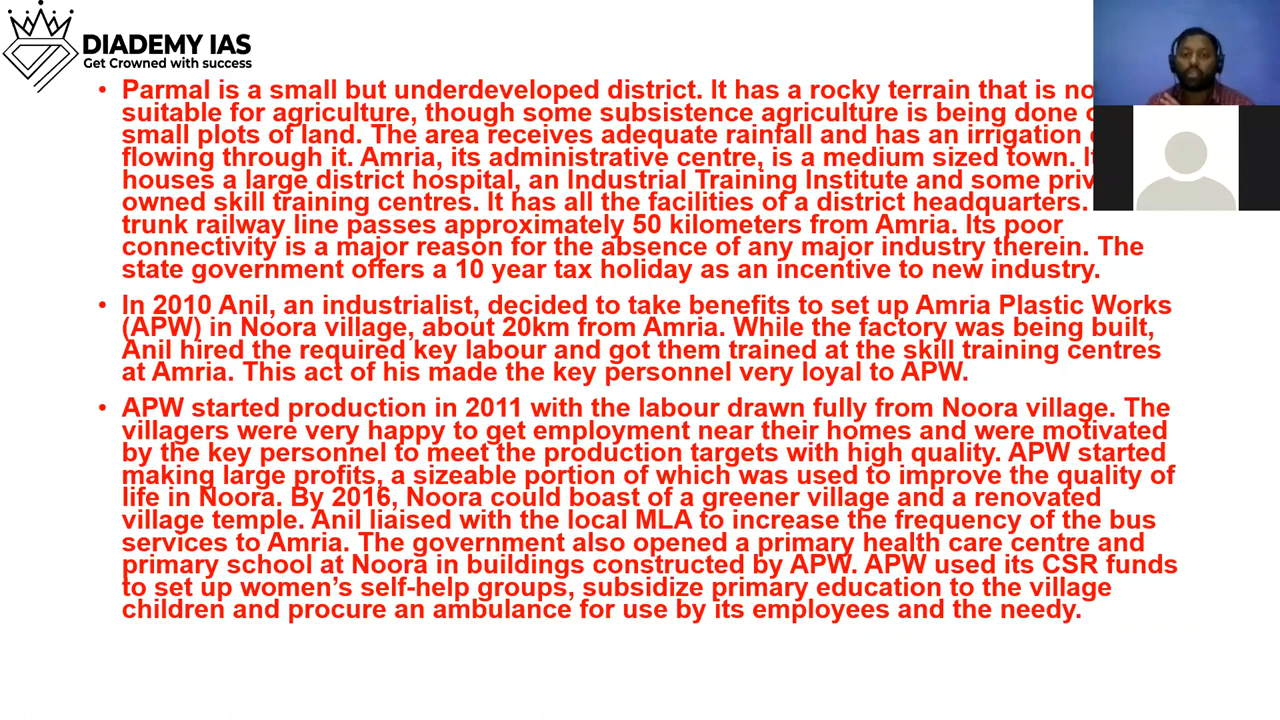 DIADEMY IAS
Get Crowned with success
• Parmal is a small but underdeveloped district. It has a rocky terrain that is
suitable for agriculture, though some subsistence agriculture is being done
small plots of land. The area receives adequate rainfall and has an irrigation
flowing through it. Amria, its administrative centre, is a medium sized town.
houses a large district hospital, an Industrial Training Institute and some
owned skill training centres. It has all the facilities of a district headquarters.
trunk railway line passes approximately 50 kilometers from Amria. Its poor
connectivity is a major reason for the absence of any major industry therein. The
state government offers a 10 year tax holiday as an incentive to new industry.
• In 2010 Anil, an industrialist, decided to take benefits to set up Amria Plastic Works
(APW) in Noora village, about 20km from Amria. While the factory was being built,
Anil hired the required key labour and got them trained at the skill training centres
at Amria. This act of his made the key personnel very loyal to APW.
• APW started production in 2011 with the labour drawn fully from Noora village. The
villagers were very happy to get employment near their homes and were motivated
by the key personnel to meet the production targets with high quality. APW started
making large profits, a sizeable portion of which was used to improve the quality of
life in Noora. By 2016, Noora could boast of a greener village and a renovated
village temple. Anil liaised with the local MLA to increase the frequency of the bus
services to Amria. The government also opened a primary health care centre and
primary school at Noora in buildings constructed by APW. APW used its CSR funds
to set up women’s self-help groups, subsidize primary education to the village
children and procure an ambulance for use by its employees and the needy.